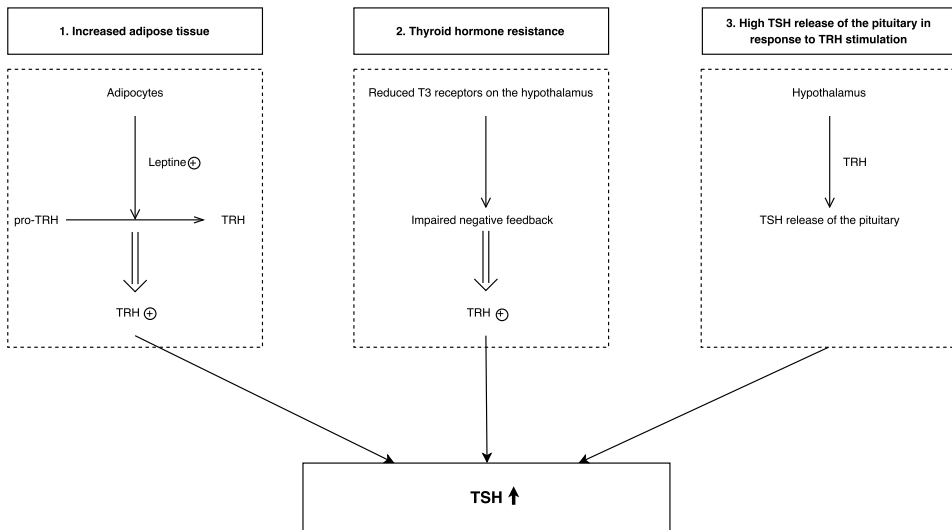 1. Increased adipose tissue
2. Thyroid hormone resistance
3. High TSH release of the pituitary in
response to TRH stimulation
Adipocytes
Leptine +
pro-TRH
TRH
TRH +
Reduced T3 receptors on the hypothalamus
Impaired negative feedback
TRH +
Hypothalamus
TRH
TSH release of the pituitary
TSH